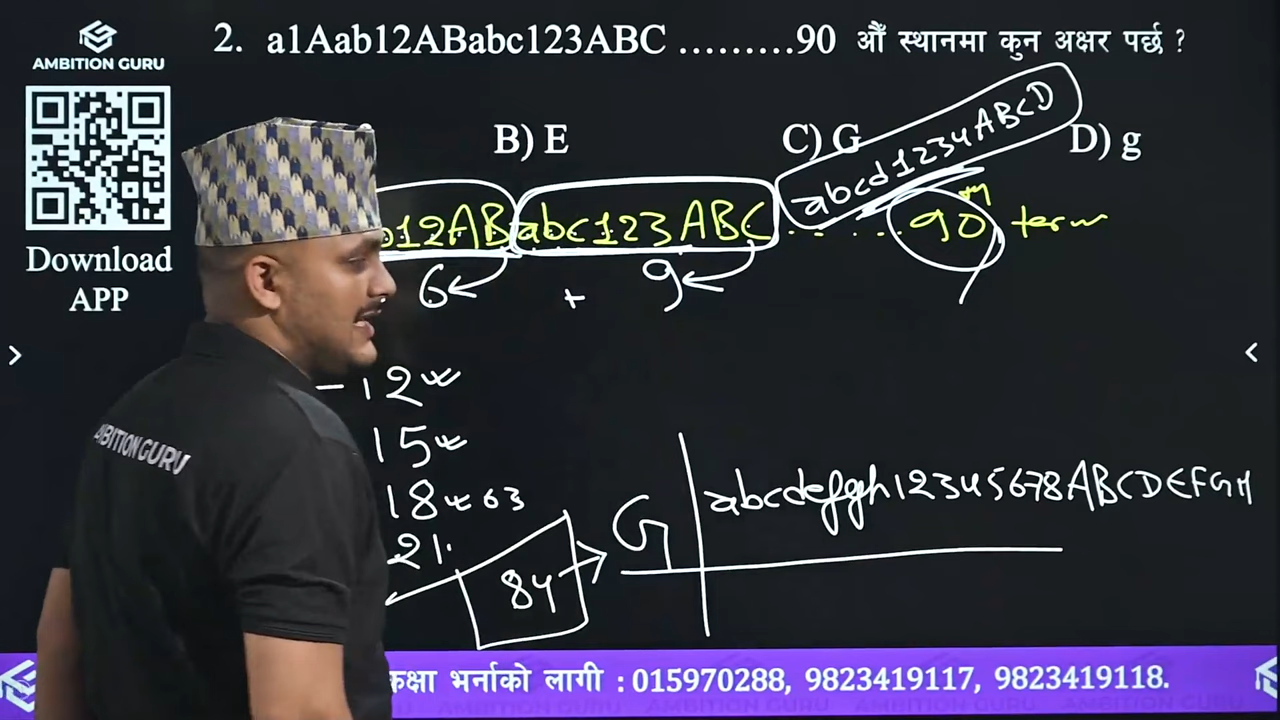 AMBITION GURU
2. a1Aab12ABabc123ABC .........90 औँ स्थानमा कुन अक्षर पर्छ ?
B) E
C) G
D) g
abcd1234ABCD
12AB abc123ABC ..... 90 term
6 + 9
Download
APP
- 12
15
18 63
21
84
G
abcdefgh12345678ABCDEFGH
AMBITION GURU
कक्षा भर्नाको लागी : 015970288, 9823419117, 9823419118.